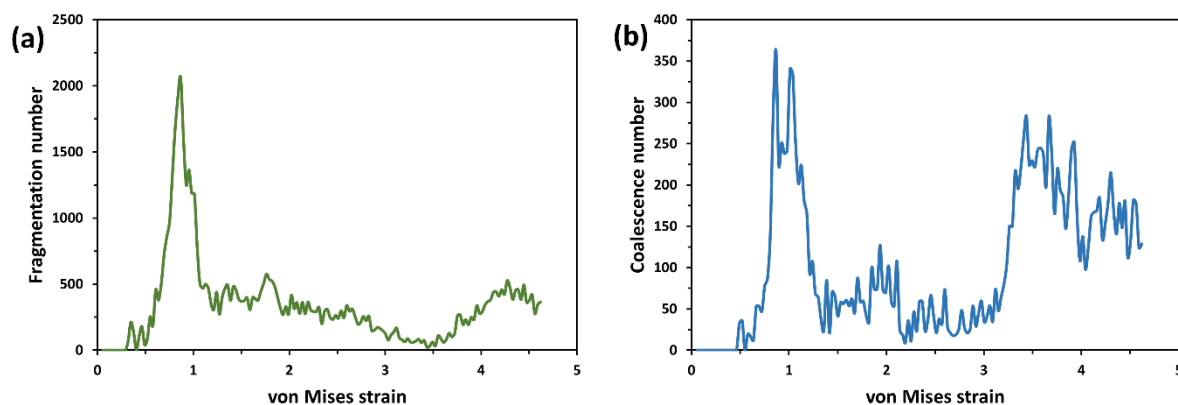 (a)
Fragmentation number
2500
2000
1500
1000
500
0
0 1 2 3 4 5
von Mises strain
(b)
Coalescence number
400
350
300
250
200
150
100
50
0
0 1 2 3 4 5
von Mises strain